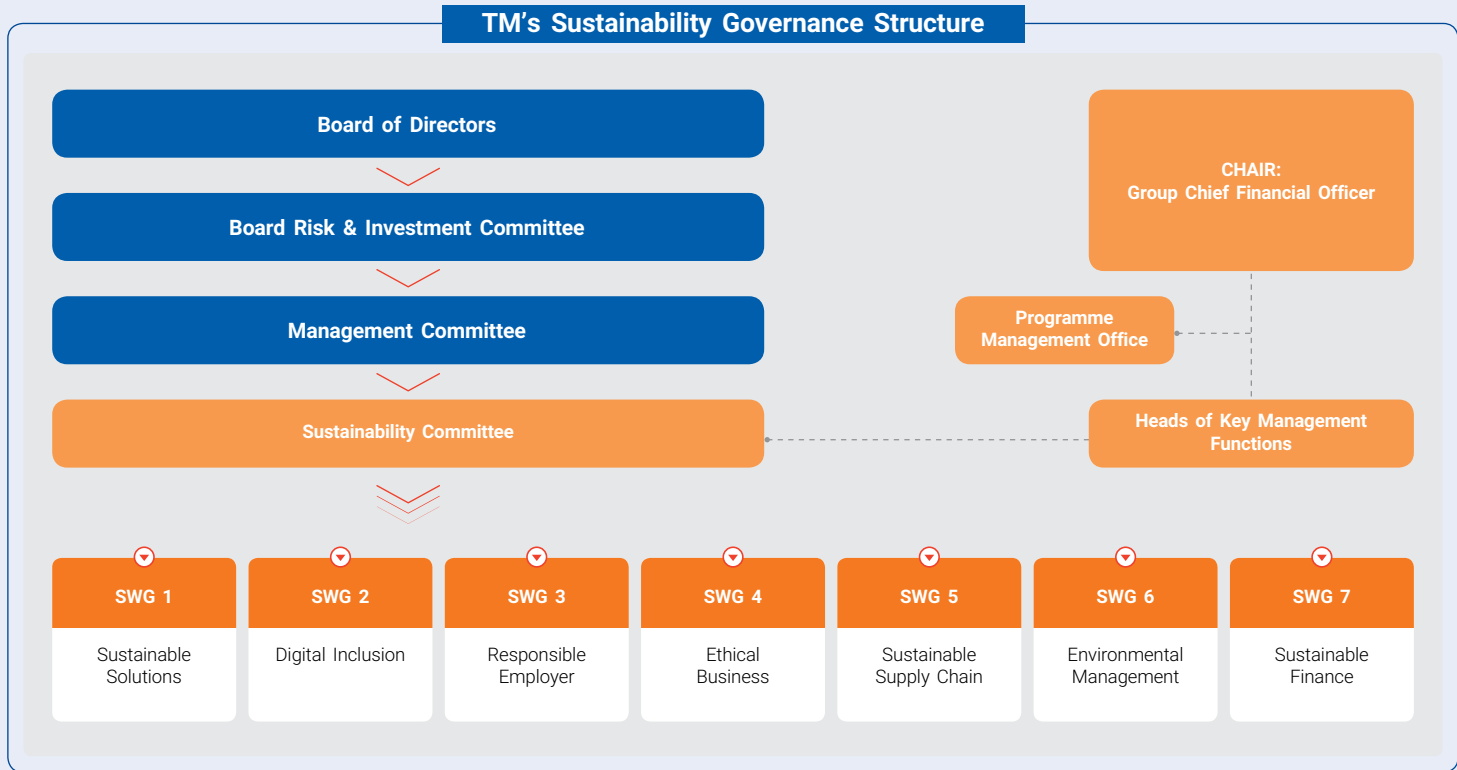 TM's Sustainability Governance Structure
Board of Directors
Board Risk & Investment Committee
Management Committee
Sustainability Committee
CHAIR:
Group Chief Financial Officer
Programme
Management Office
Heads of Key Management
Functions
SWG 1
Sustainable
Solutions
SWG 2
Digital Inclusion
SWG 3
Responsible
Employer
SWG 4
Ethical
Business
SWG 5
Sustainable
Supply Chain
SWG 6
Environmental
Management
SWG 7
Sustainable
Finance